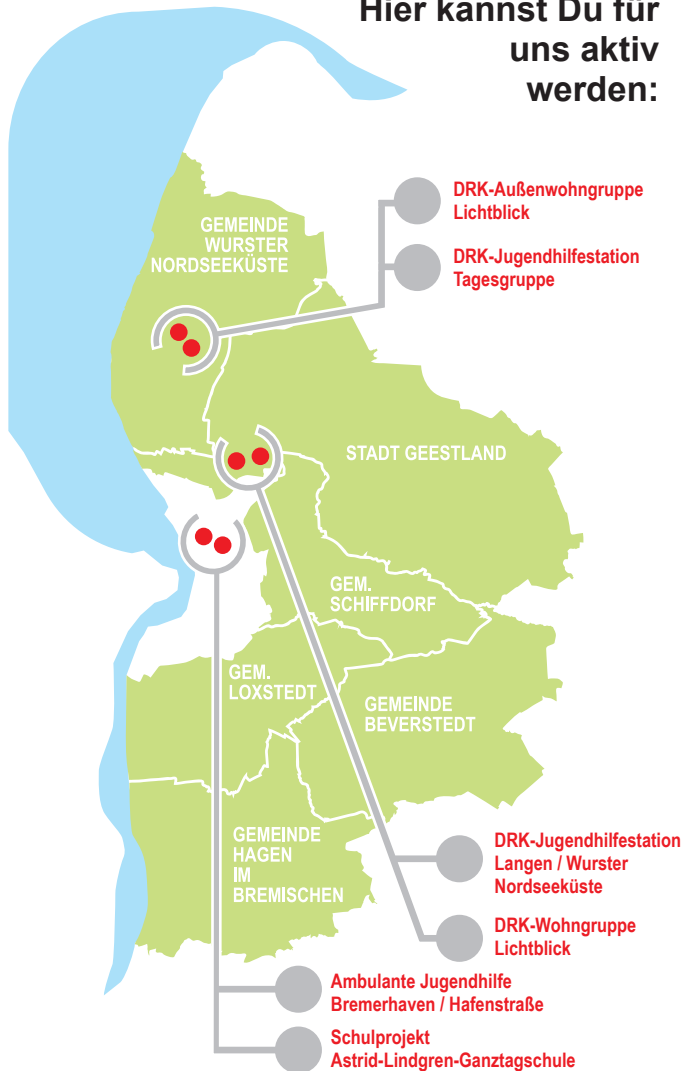 Hier kannst Du für
uns aktiv
werden:
DRK-Außenwohngruppe
Lichtblick
DRK-Jugendhilfestation
Tagesgruppe
GEMEINDE
WURSTER
NORDSEEKÜSTE
STADT GEESTLAND
GEM.
SCHIFFDORF
GEM.
LOXSTEDT
GEMEINDE
BEVERSTEDT
GEMEINDE
HAGEN
IM
BREMISCHEN
DRK-Jugendhilfestation
Langen / Wurster
Nordseeküste
DRK-Wohngruppe
Lichtblick
Ambulante Jugendhilfe
Bremerhaven / Hafenstraße
Schulprojekt
Astrid-Lindgren-Ganztagschule